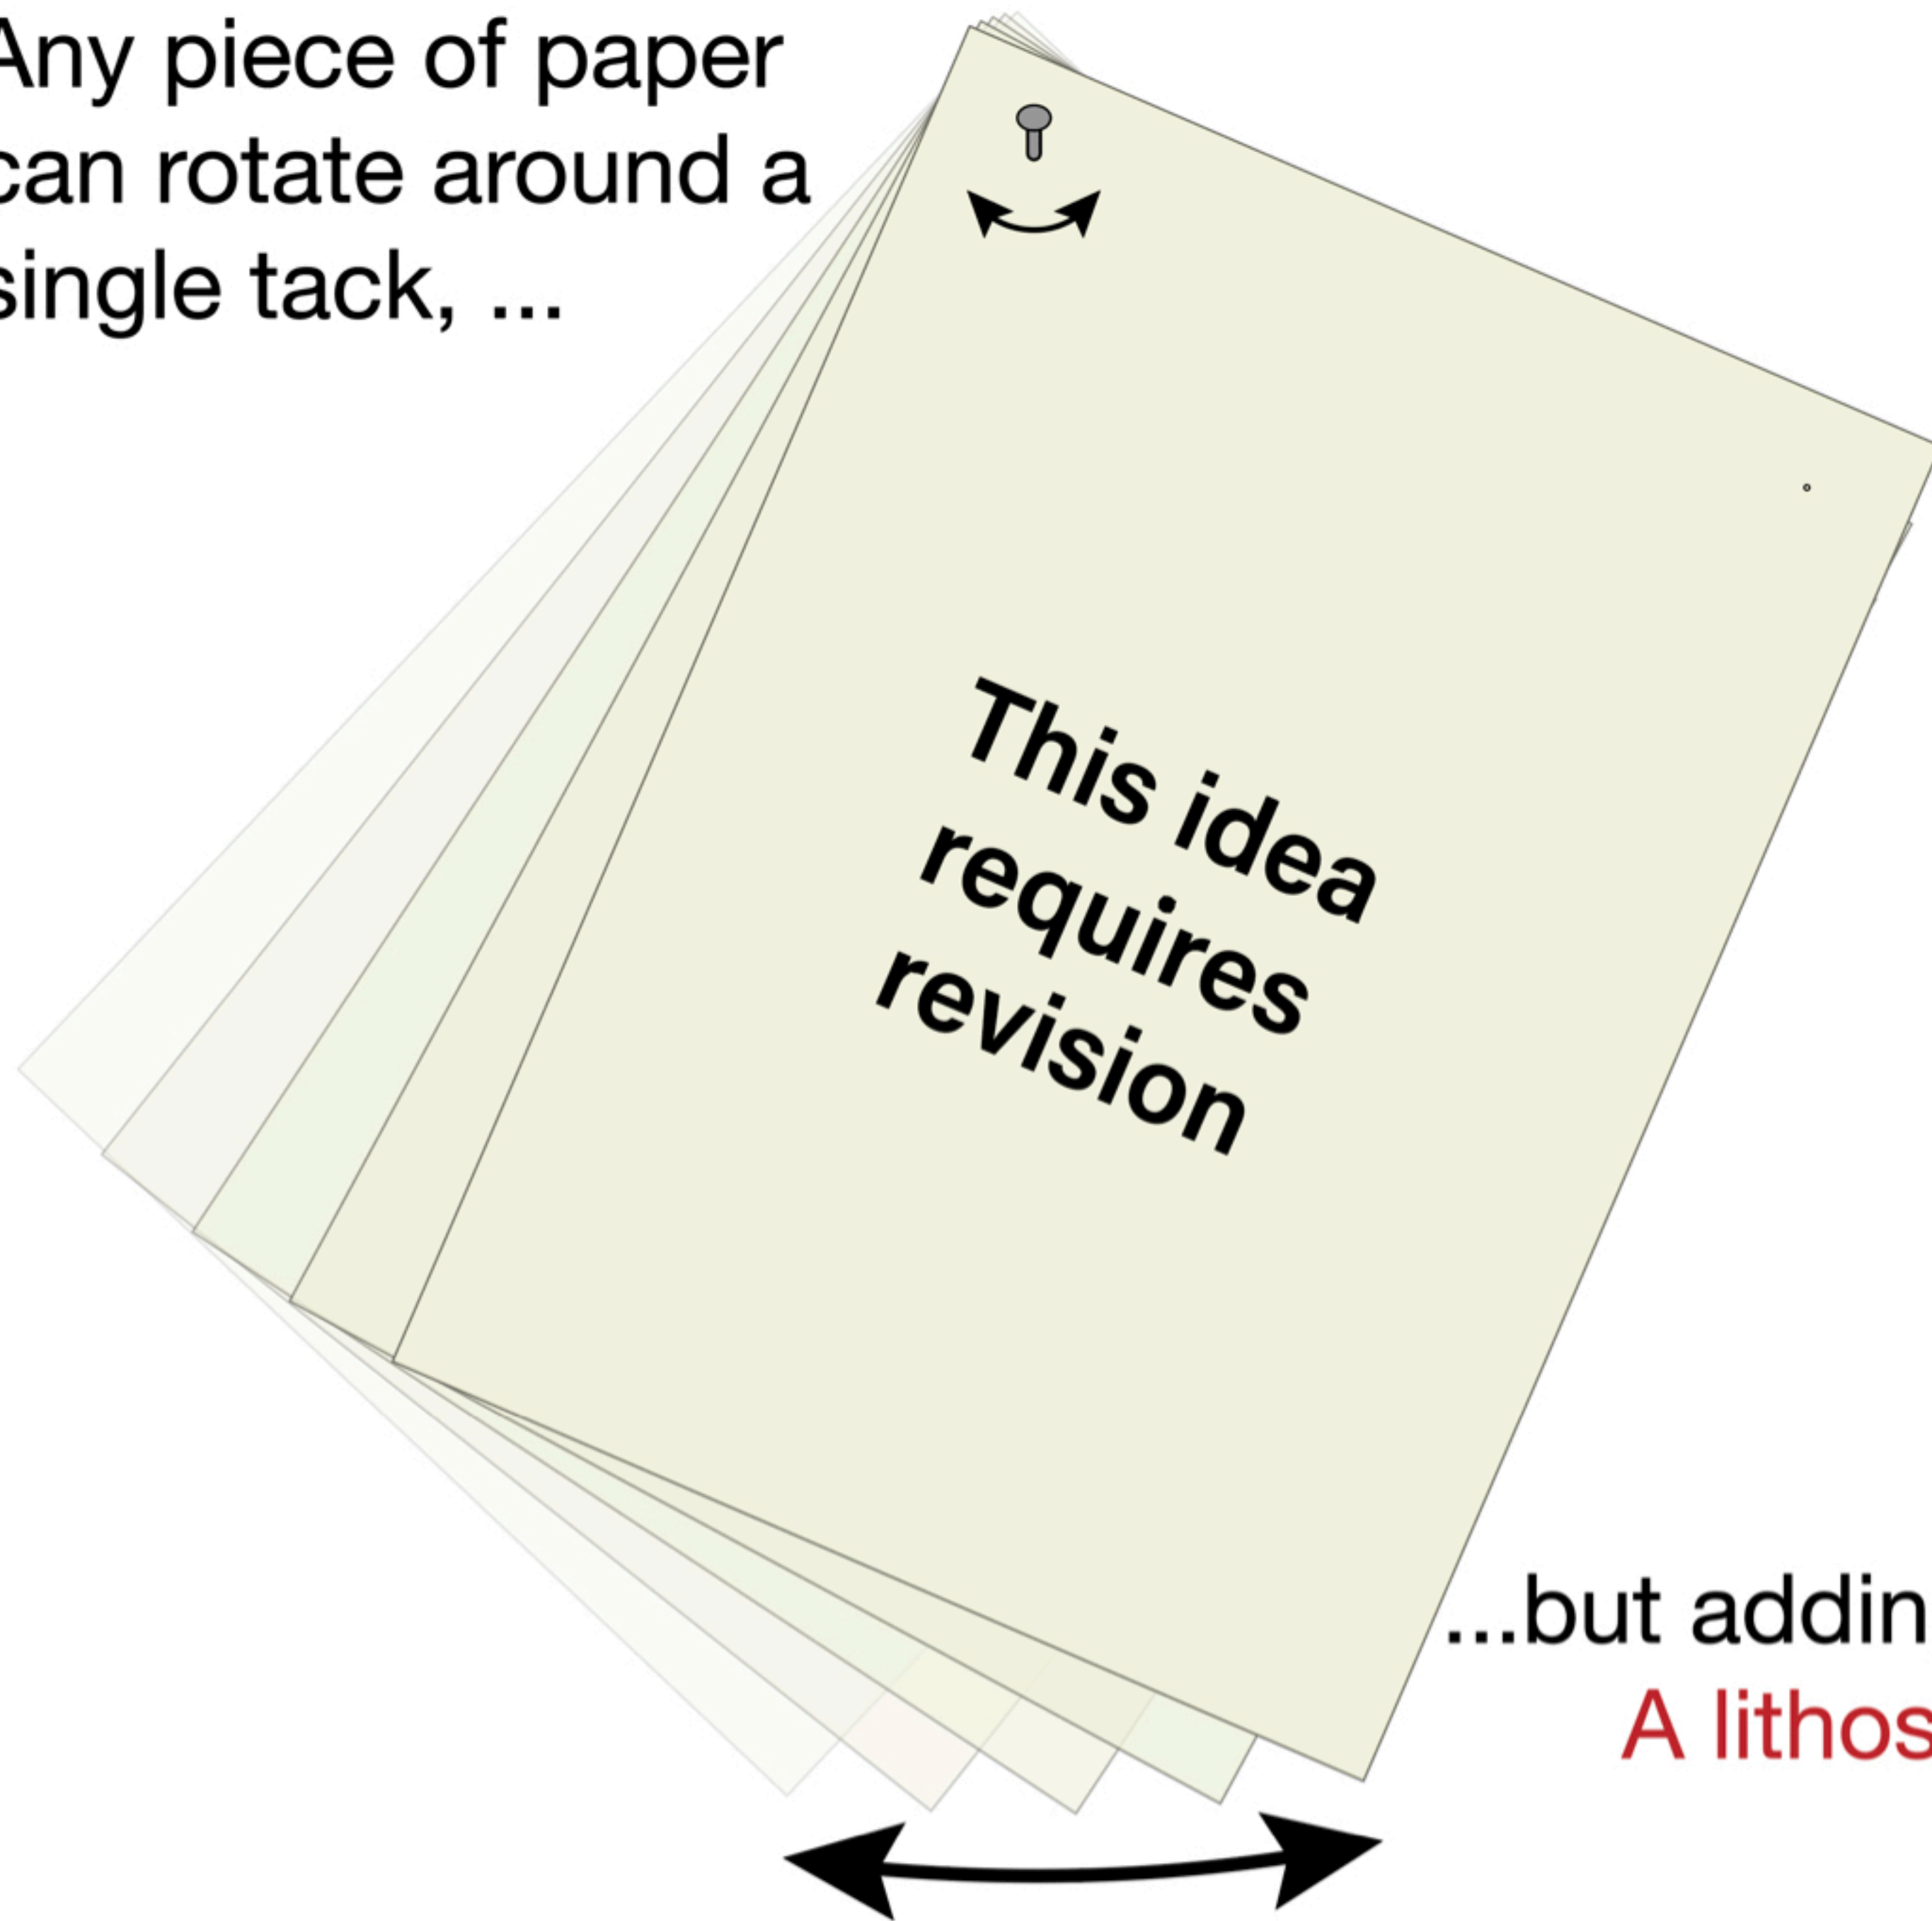 Any piece of paper
can rotate around a
single tack, ...
This idea
requires
revision
...but addin
A lithos